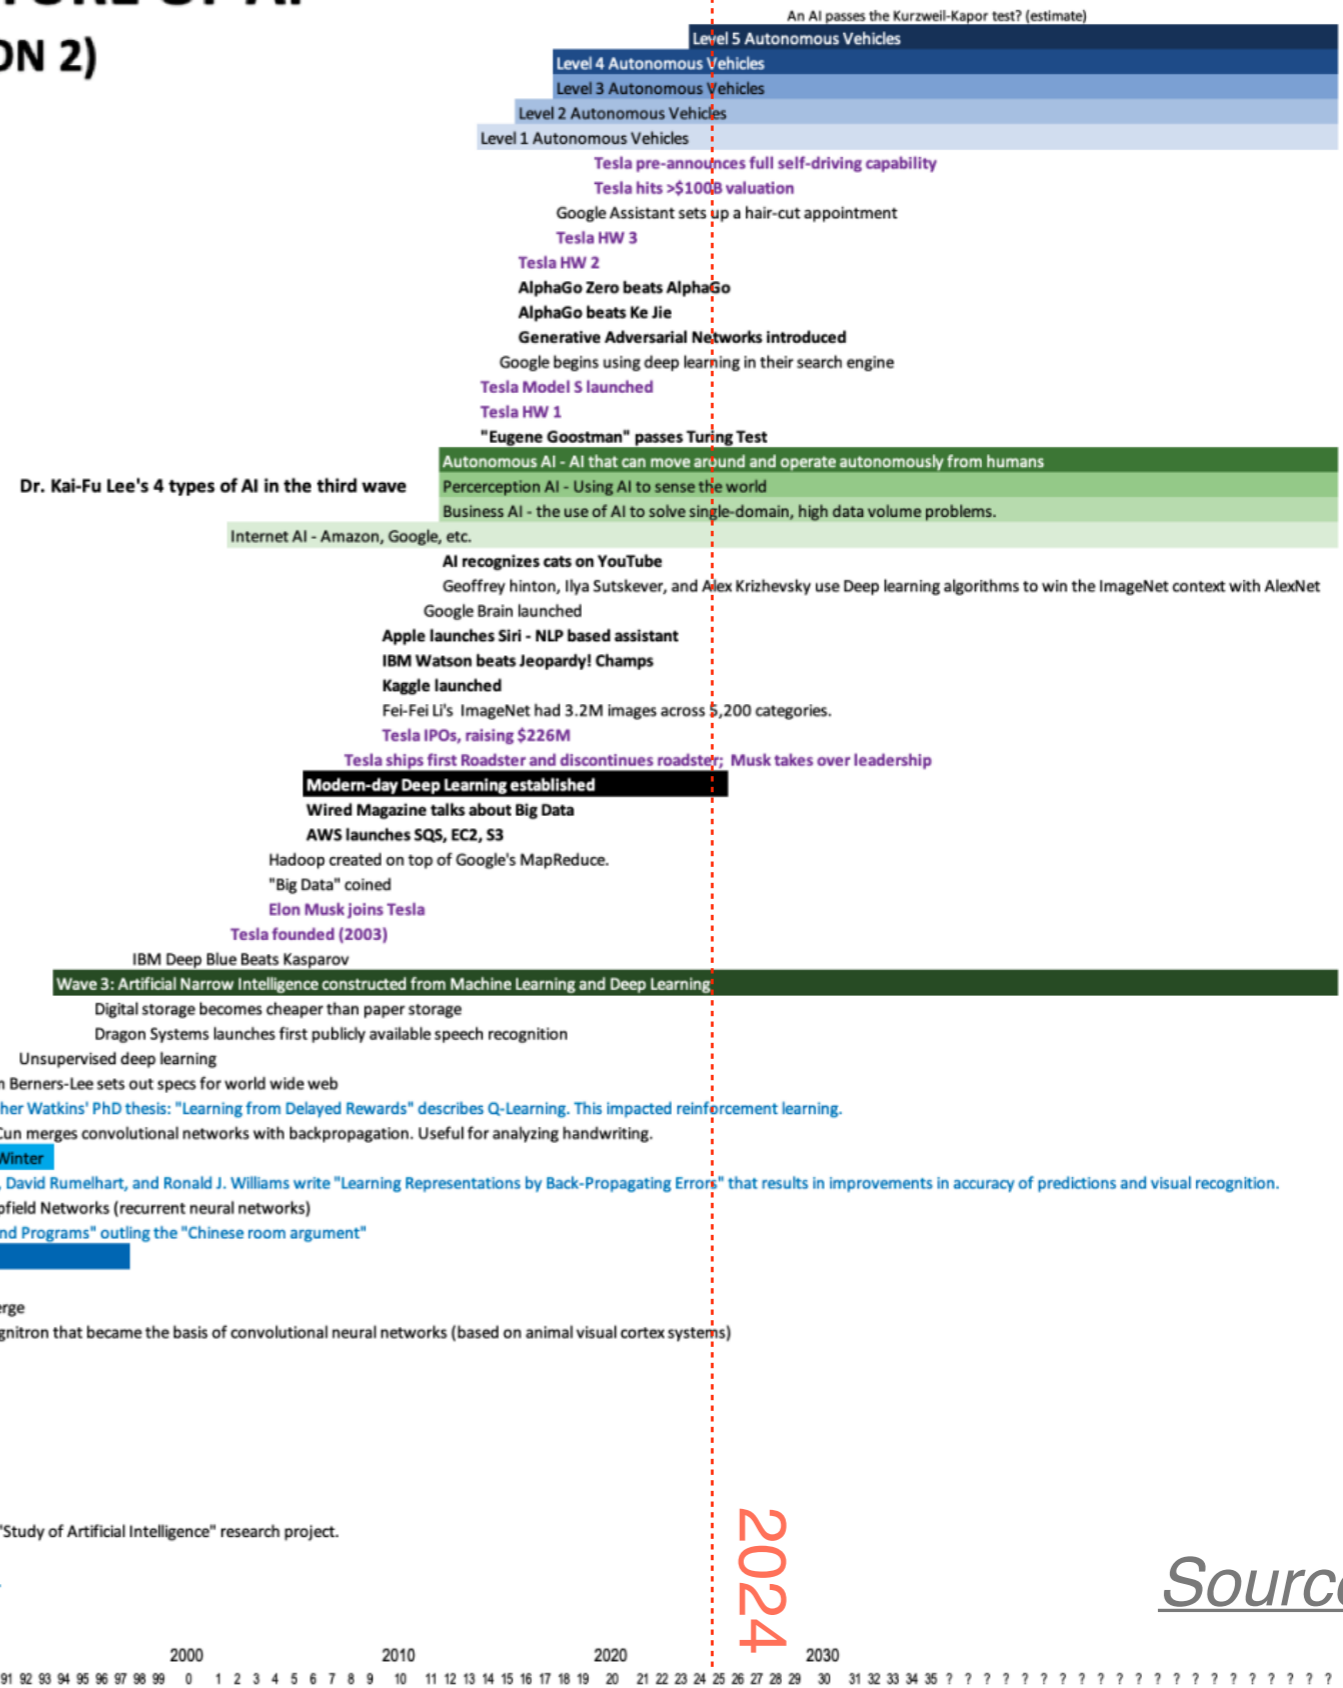 ON 2)
An AI passes the Kurzweil-Kapor test? (estimate)
Level 5 Autonomous Vehicles
Level 4 Autonomous Vehicles
Level 3 Autonomous Vehicles
Level 2 Autonomous Vehicles
Level 1 Autonomous Vehicles
Tesla pre-announces full self-driving capability
Tesla hits >$100B valuation
Google Assistant sets up a hair-cut appointment
Tesla HW 3
Tesla HW 2
AlphaGo Zero beats AlphaGo
AlphaGo beats Ke Jie
Generative Adversarial Networks introduced
Google begins using deep learning in their search engine
Tesla Model S launched
Tesla HW 1
"Eugene Goostman" passes Turing Test
Autonomous AI - AI that can move around and operate autonomously from humans
Dr. Kai-Fu Lee's 4 types of AI in the third wave
Percerception AI - Using AI to sense the world
Business AI - the use of AI to solve single-domain, high data volume problems.
Internet AI - Amazon, Google, etc.
AI recognizes cats on YouTube
Geoffrey hinton, Ilya Sutskever, and Alex Krizhevsky use Deep learning algorithms to win the ImageNet context with AlexNet
Google Brain launched
Apple launches Siri - NLP based assistant
IBM Watson beats Jeopardy! Champs
Kaggle launched
Fei-Fei Li's ImageNet had 3.2M images across 5,200 categories.
Tesla IPOs, raising $226M
Tesla ships first Roadster and discontinues roadster; Musk takes over leadership
Modern-day Deep Learning established
Wired Magazine talks about Big Data
AWS launches SQS, EC2, S3
Hadoop created on top of Google's MapReduce.
"Big Data" coined
Elon Musk joins Tesla
Tesla founded (2003)
IBM Deep Blue Beats Kasparov
Wave 3: Artificial Narrow Intelligence constructed from Machine Learning and Deep Learning
Digital storage becomes cheaper than paper storage
Dragon Systems launches first publicly available speech recognition
Unsupervised deep learning
Berners-Lee sets out specs for world wide web
her Watkins' PhD thesis: "Learning from Delayed Rewards" describes Q-Learning. This impacted reinforcement learning.
Cun merges convolutional networks with backpropagation. Useful for analyzing handwriting.
Winter
, David Rumelhart, and Ronald J. Williams write "Learning Representations by Back-Propagating Errors" that results in improvements in accuracy of predictions and visual recognition.
pfield Networks (recurrent neural networks)
nd Programs" outling the "Chinese room argument"
erge
gnitron that became the basis of convolutional neural networks (based on animal visual cortex systems)
"Study of Artificial Intelligence" research project.
2024
Source
2000 2010 2020 2030
91 92 93 94 95 96 97 98 99 0 1 2 3 4 5 6 7 8 9 10 11 12 13 14 15 16 17 18 19 20 21 22 23 24 25 26 27 28 29 30 31 32 33 34 35 ? ? ? ? ? ? ? ? ? ? ? ? ? ? ? ? ? ? ? ? ?